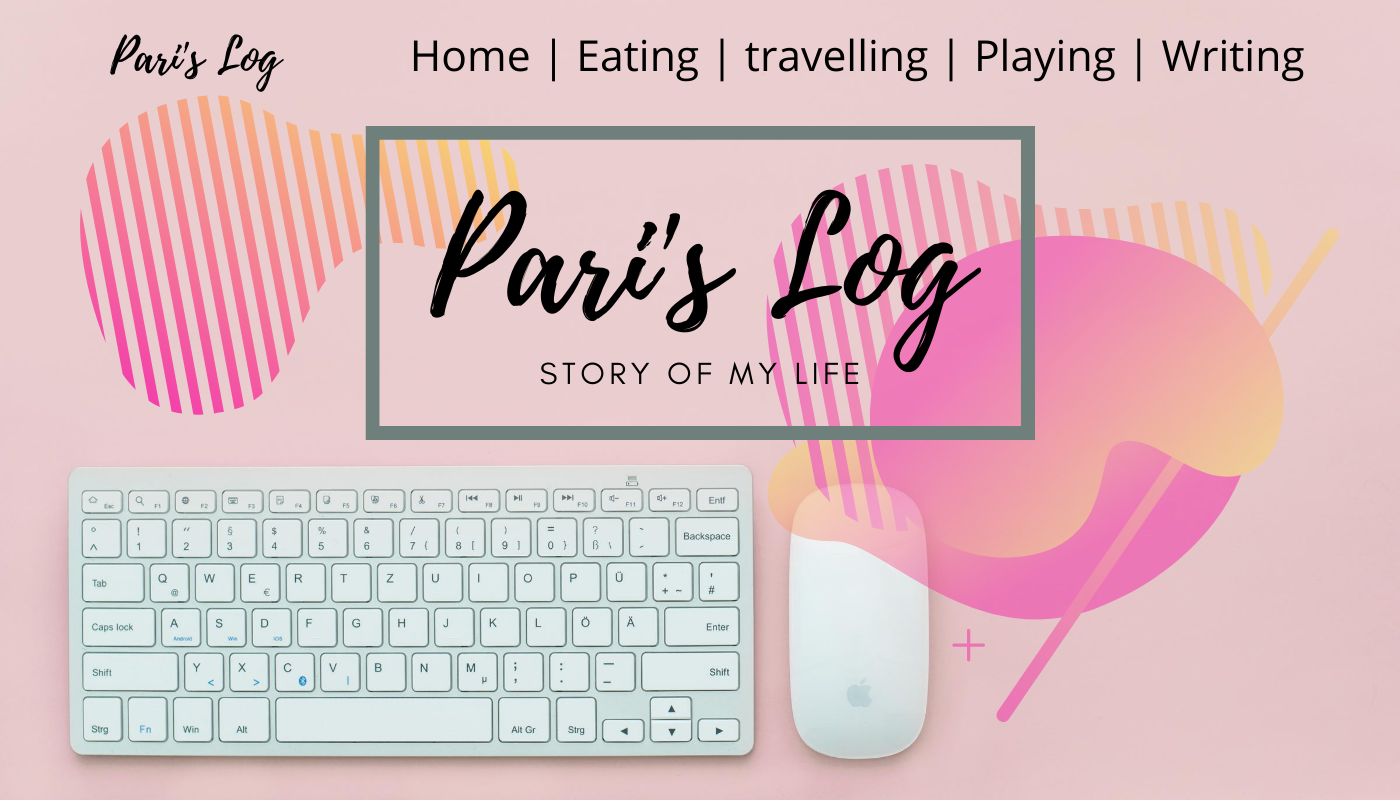 Pari's Log
Home | Eating | travelling | Playing | Writing
Pari's Log
STORY OF MY LIFE
Esc F1 F2 F3 F4 F5 F6 F7 F8 F9 F10 F11 F12 Entf
° ! " § $ % & / ( ) = ? ~
^ 1 2 3 4 5 6 7 { 8 [ 9 ] 0 } ß \ -
Tab Q W E R T Z U I O P Ü * '
@ € + ~ #
Caps lock A S D F G H J K L Ö Ä Enter
Android Win iOS
Shift Y X C V B N M ; : — Shift
< > | µ , . _
Strg Fn Win Alt Alt Gr Strg
Backspace